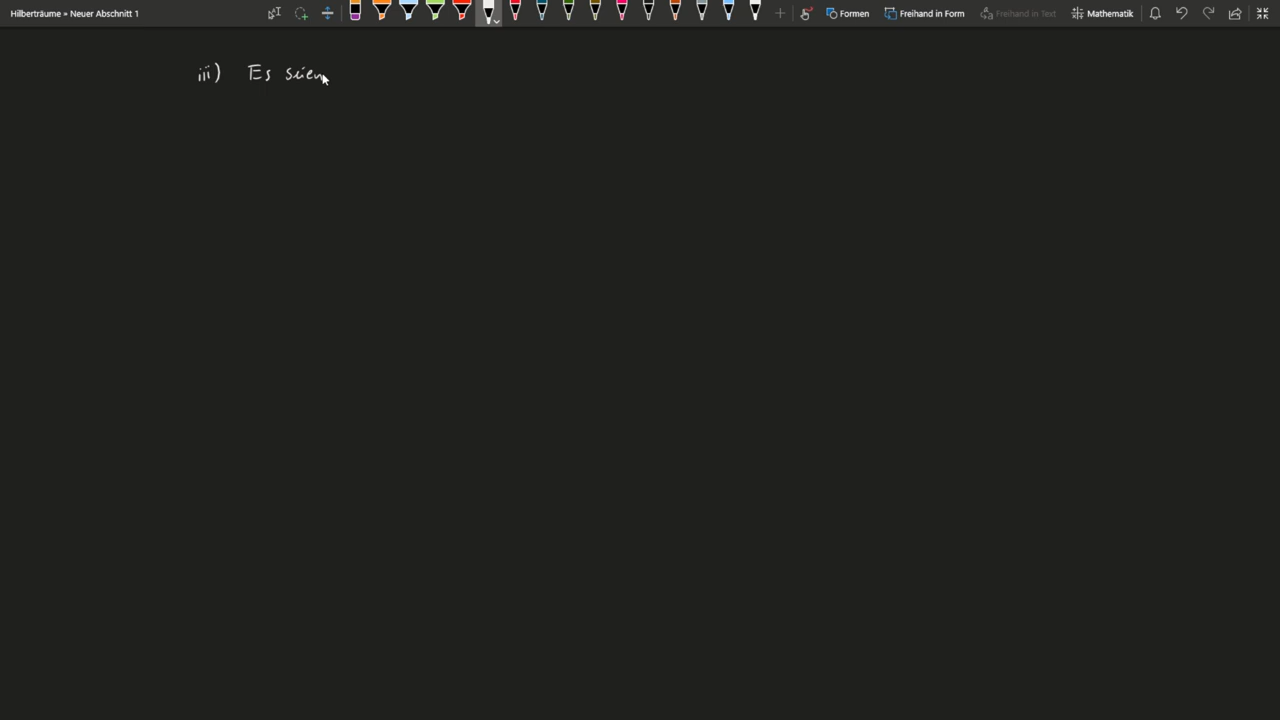 Hilberträume » Neuer Abschnitt 1 Formen Freihand in Form Freihand in Text Mathematik
iii) Es seien